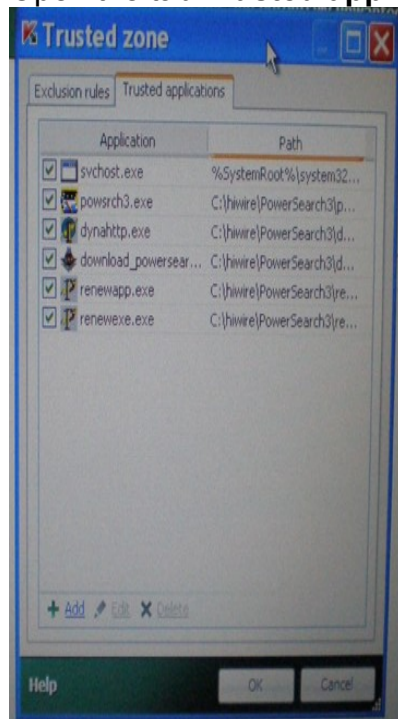 Trusted zone
Exclusion rules Trusted applications
Application Path
svchost.exe %SystemRoot%\system32...
powsrch3.exe C:\hiwire\PowerSearch3\p...
dynahttp.exe C:\hiwire\PowerSearch3\d...
download_powersear... C:\hiwire\PowerSearch3\d...
renewapp.exe C:\hiwire\PowerSearch3\re...
renewexe.exe C:\hiwire\PowerSearch3\re...
Add Edit Delete
Help OK Cancel